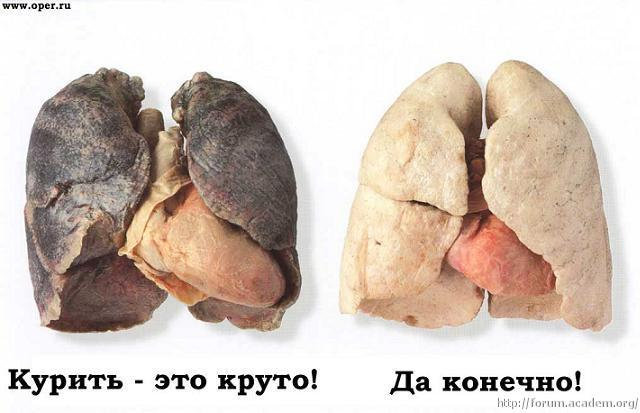 www.oper.ru
Курить - это круто!
Да конечно!
http://forum.academ.org/